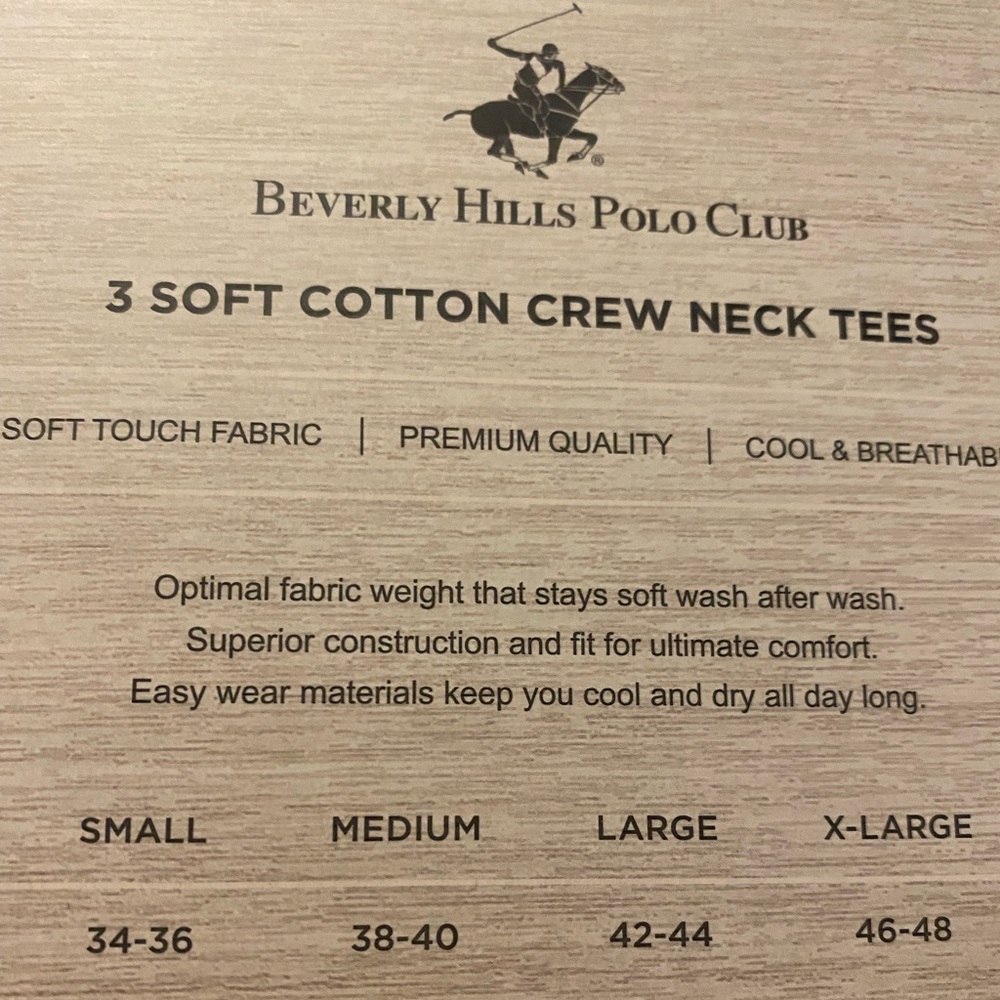 ®
BEVERLY HILLS POLO CLUB
3 SOFT COTTON CREW NECK TEES
SOFT TOUCH FABRIC | PREMIUM QUALITY | COOL & BREATHAB
Optimal fabric weight that stays soft wash after wash.
Superior construction and fit for ultimate comfort.
Easy wear materials keep you cool and dry all day long.
SMALL MEDIUM LARGE X-LARGE
34-36 38-40 42-44 46-48